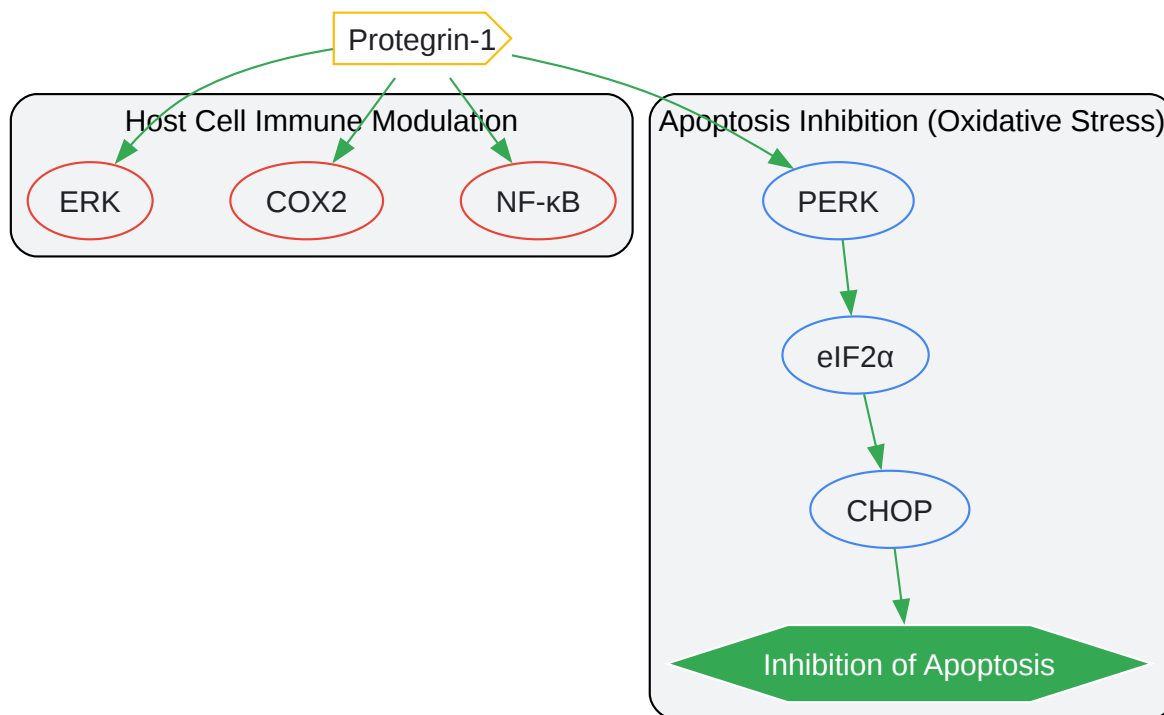 Protegrin-1
Host Cell Immune Modulation
Apoptosis Inhibition (Oxidative Stress)
ERK
COX2
NF-κB
PERK
eIF2α
CHOP
Inhibition of Apoptosis